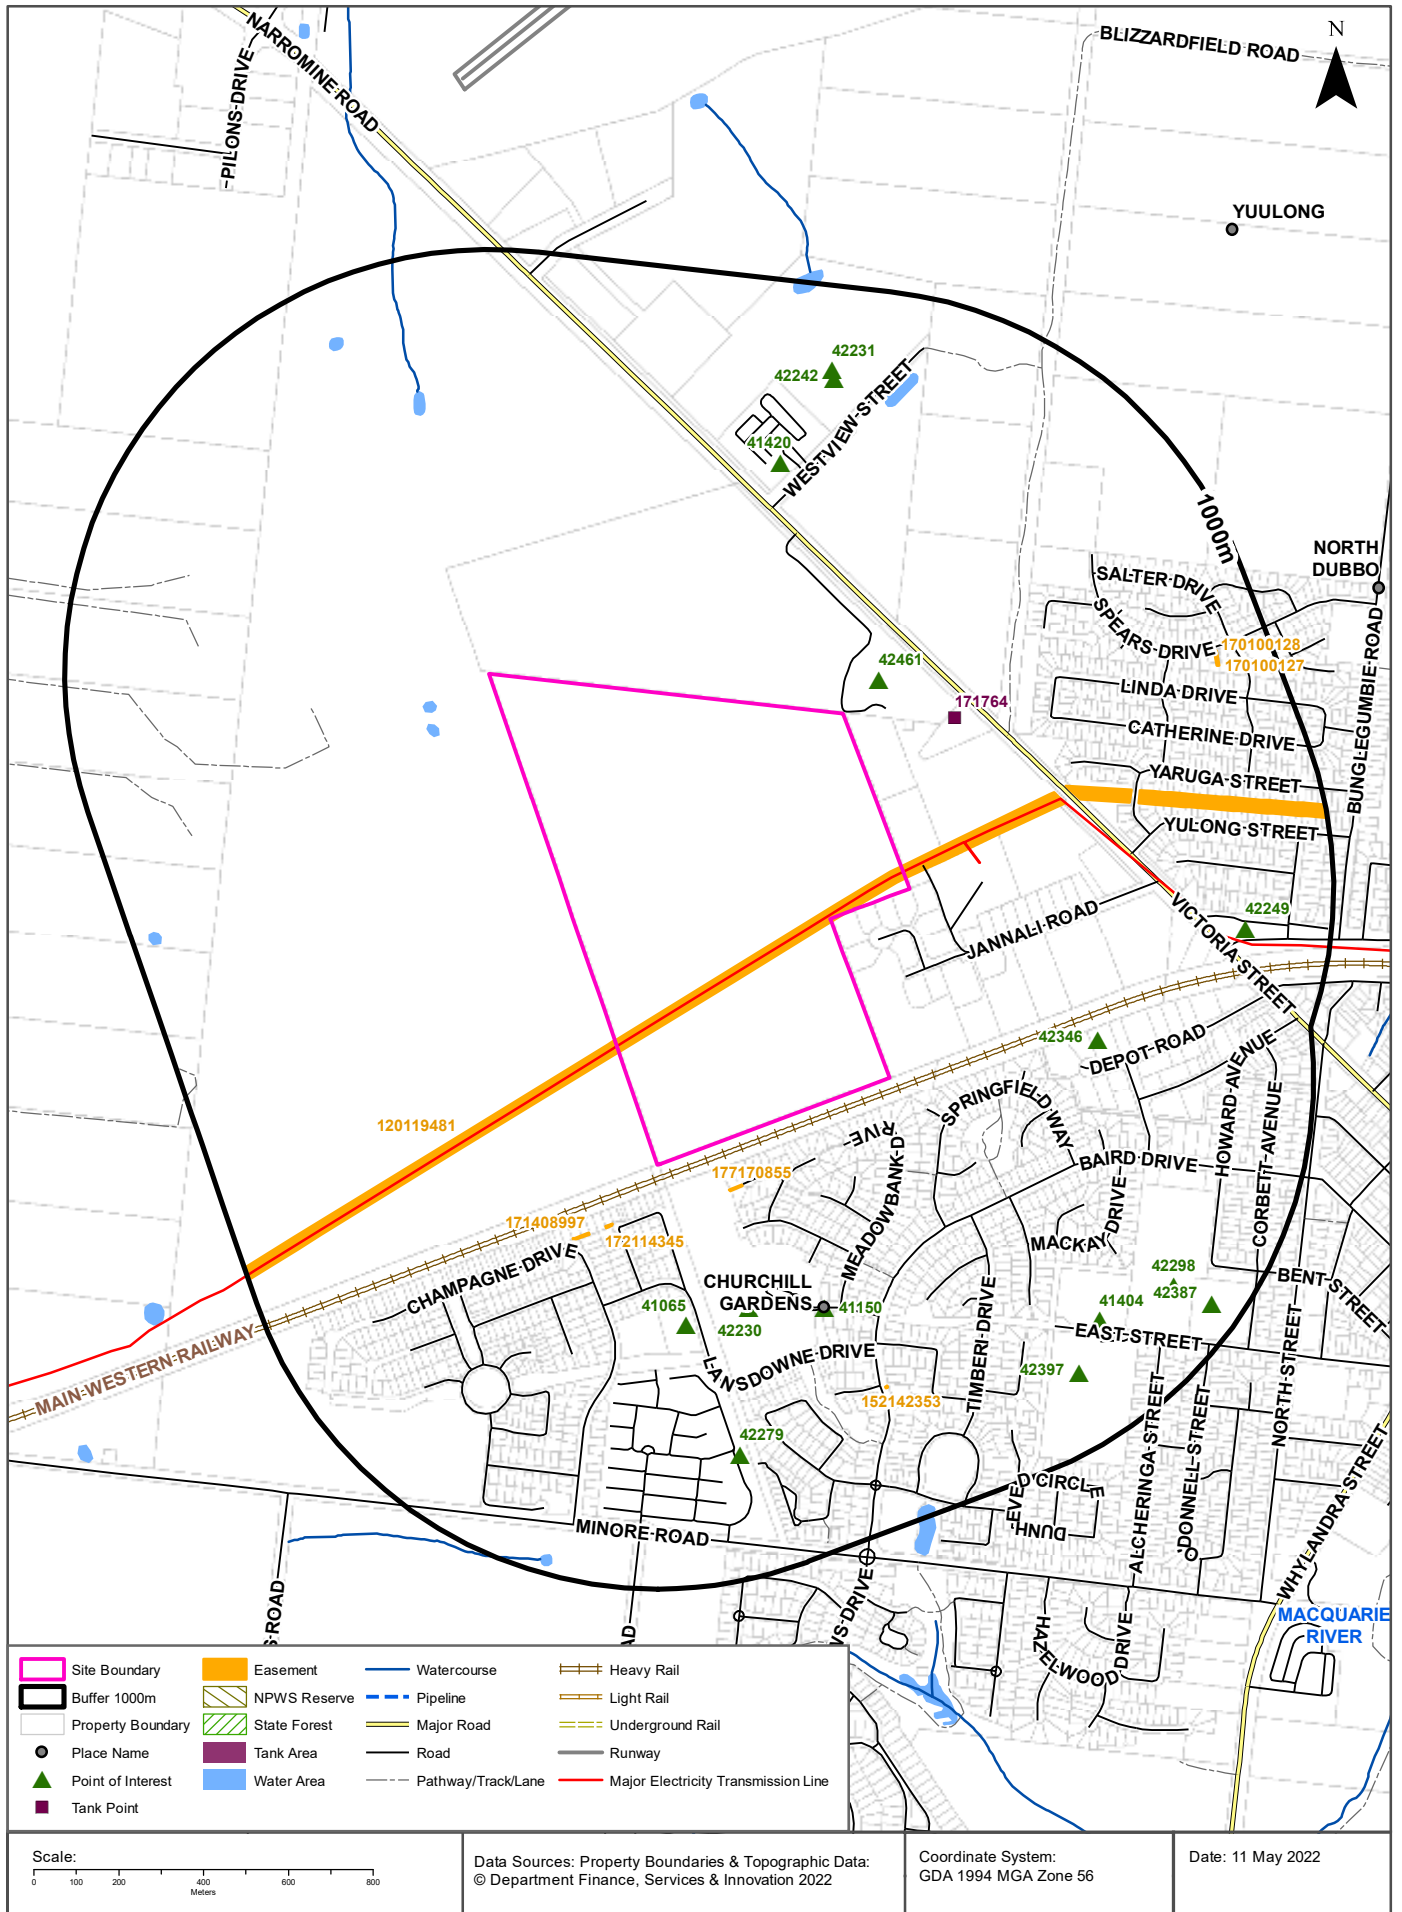 NARROMINE ROAD
PILONS DRIVE
BLIZZARDFIELD ROAD
N
YUULONG
42231
42242
WESTVIEW STREET
41420
1000m
NORTH
DUBBO
SALTER DRIVE
SPEARS DRIVE
170100128
170100127
BUNGLEGUMBIE ROAD
42461
171764
LINDA DRIVE
CATHERINE DRIVE
YARUGA STREET
YULONG STREET
42249
VICTORIA STREET
JANNALI ROAD
42346
DEPOT ROAD
120119481
SPRINGFIELD WAY
HOWARD AVENUE
CORBETT AVENUE
RIVE
MEADOWBANK D
BAIRD DRIVE
177170855
171408997
172114345
MACKAY DRIVE
CHAMPAGNE DRIVE
CHURCHILL
GARDENS
41065
42230
41150
42298
42387
41404
BENT STREET
EAST STREET
NORTH STREET
MAIN WESTERN RAILWAY
LANSDOWNE DRIVE
TIMBERI DRIVE
42397
152142353
42279
ALCHERINGA STREET
DONNELL STREET
WHYLANDRA STREET
MINORE ROAD
EVE
D CIRCLE
DUNH
S ROAD
AD
NS DRIVE
HAZELWOOD DRIVE
MACQUARIE
RIVER
Site Boundary
Buffer 1000m
Property Boundary
Place Name
Point of Interest
Tank Point
Easement
NPWS Reserve
State Forest
Tank Area
Water Area
Watercourse
Pipeline
Major Road
Road
Pathway/Track/Lane
Heavy Rail
Light Rail
Underground Rail
Runway
Major Electricity Transmission Line
Scale:
0 100 200 400 600 800
Meters
Data Sources: Property Boundaries & Topographic Data:
© Department Finance, Services & Innovation 2022
Coordinate System:
GDA 1994 MGA Zone 56
Date: 11 May 2022